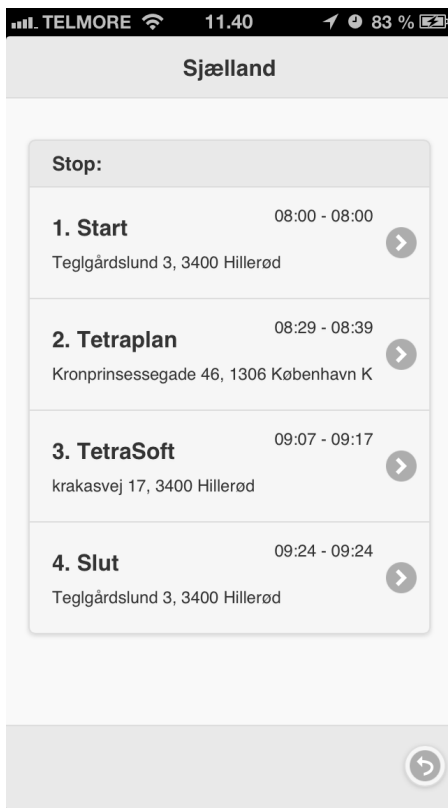 TELMORE 11.40 83 %
Sjælland
Stop:
1. Start 08:00 - 08:00
Teglgårdslund 3, 3400 Hillerød
2. Tetraplan 08:29 - 08:39
Kronprinsessegade 46, 1306 København K
3. TetraSoft 09:07 - 09:17
krakasvej 17, 3400 Hillerød
4. Slut 09:24 - 09:24
Teglgårdslund 3, 3400 Hillerød